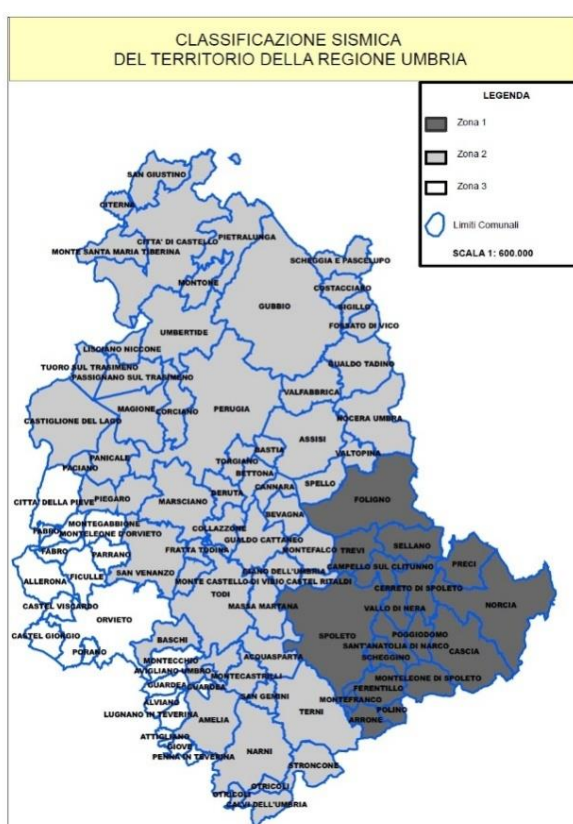 CLASSIFICAZIONE SISMICA
DEL TERRITORIO DELLA REGIONE UMBRIA
LEGENDA
Zona 1
Zona 2
Zona 3
Limiti Comunali
SCALA 1: 600.000
SAN GIUSTINO
CITERNA
CITTA' DI CASTELLO
PIETRALUNGA
MONTE SANTA MARIA TIBERINA
SCHEGGIA E PASCELUPO
MONTONE
COSTACCIARO
GUBBIO
SIGILLO
UMBERTIDE
FOSSATO DI VICO
LISCIANO NICCONE
GUALDO TADINO
TUORO SUL TRASIMENO
PASSIGNANO SUL TRASIMENO
VALFABBRICA
MAGIONE
CORCIANO
PERUGIA
NOCERA UMBRA
CASTIGLIONE DEL LAGO
ASSISI
BASTIA
VALTOPINA
PANICALE
TORGIANO
PACIANO
BETTONA
SPELLO
CITTA' DELLA PIEVE
PIEGARO
MARSCIANO
DERUTA
CANNARA
FOLIGNO
BEVAGNA
MONTEGABBIONE
COLLAZZONE
FABRO
MONTELEONE D'ORVIETO
GUALDO CATTANEO
SELLANO
FABRO
PARRANO
FRATTA TODINA
MONTEFALCO
TREVI
PRECI
SAN VENANZO
GIANO DELL'UMBRIA
CAMPELLO SUL CLITUNNO
ALLERONA
FICULLE
MONTE CASTELLO DI VIBIO
CASTEL RITALDI
CERRETO DI SPOLETO
TODI
CASTEL VISCARDO
MASSA MARTANA
VALLO DI NERA
NORCIA
ORVIETO
CASTEL GIORGIO
BASCHI
SPOLETO
POGGIODOMO
PORANO
SANT'ANATOLIA DI NARCO
CASCIA
MONTECCHIO
ACQUASPARTA
SCHEGGINO
AVIGLIANO UMBRO
MONTECASTRILLI
MONTELEONE DI SPOLETO
GUARDEA
GUARDEA
FERENTILLO
ALVIANO
SAN GEMINI
MONTEFRANCO
POLINO
LUGNANO IN TEVERINA
AMELIA
TERNI
ARRONE
ATTIGLIANO
GIOVE
NARNI
PENNA IN TEVERINA
STRONCONE
OTRICOLI
OTRICOLI
CALVI DELL'UMBRIA